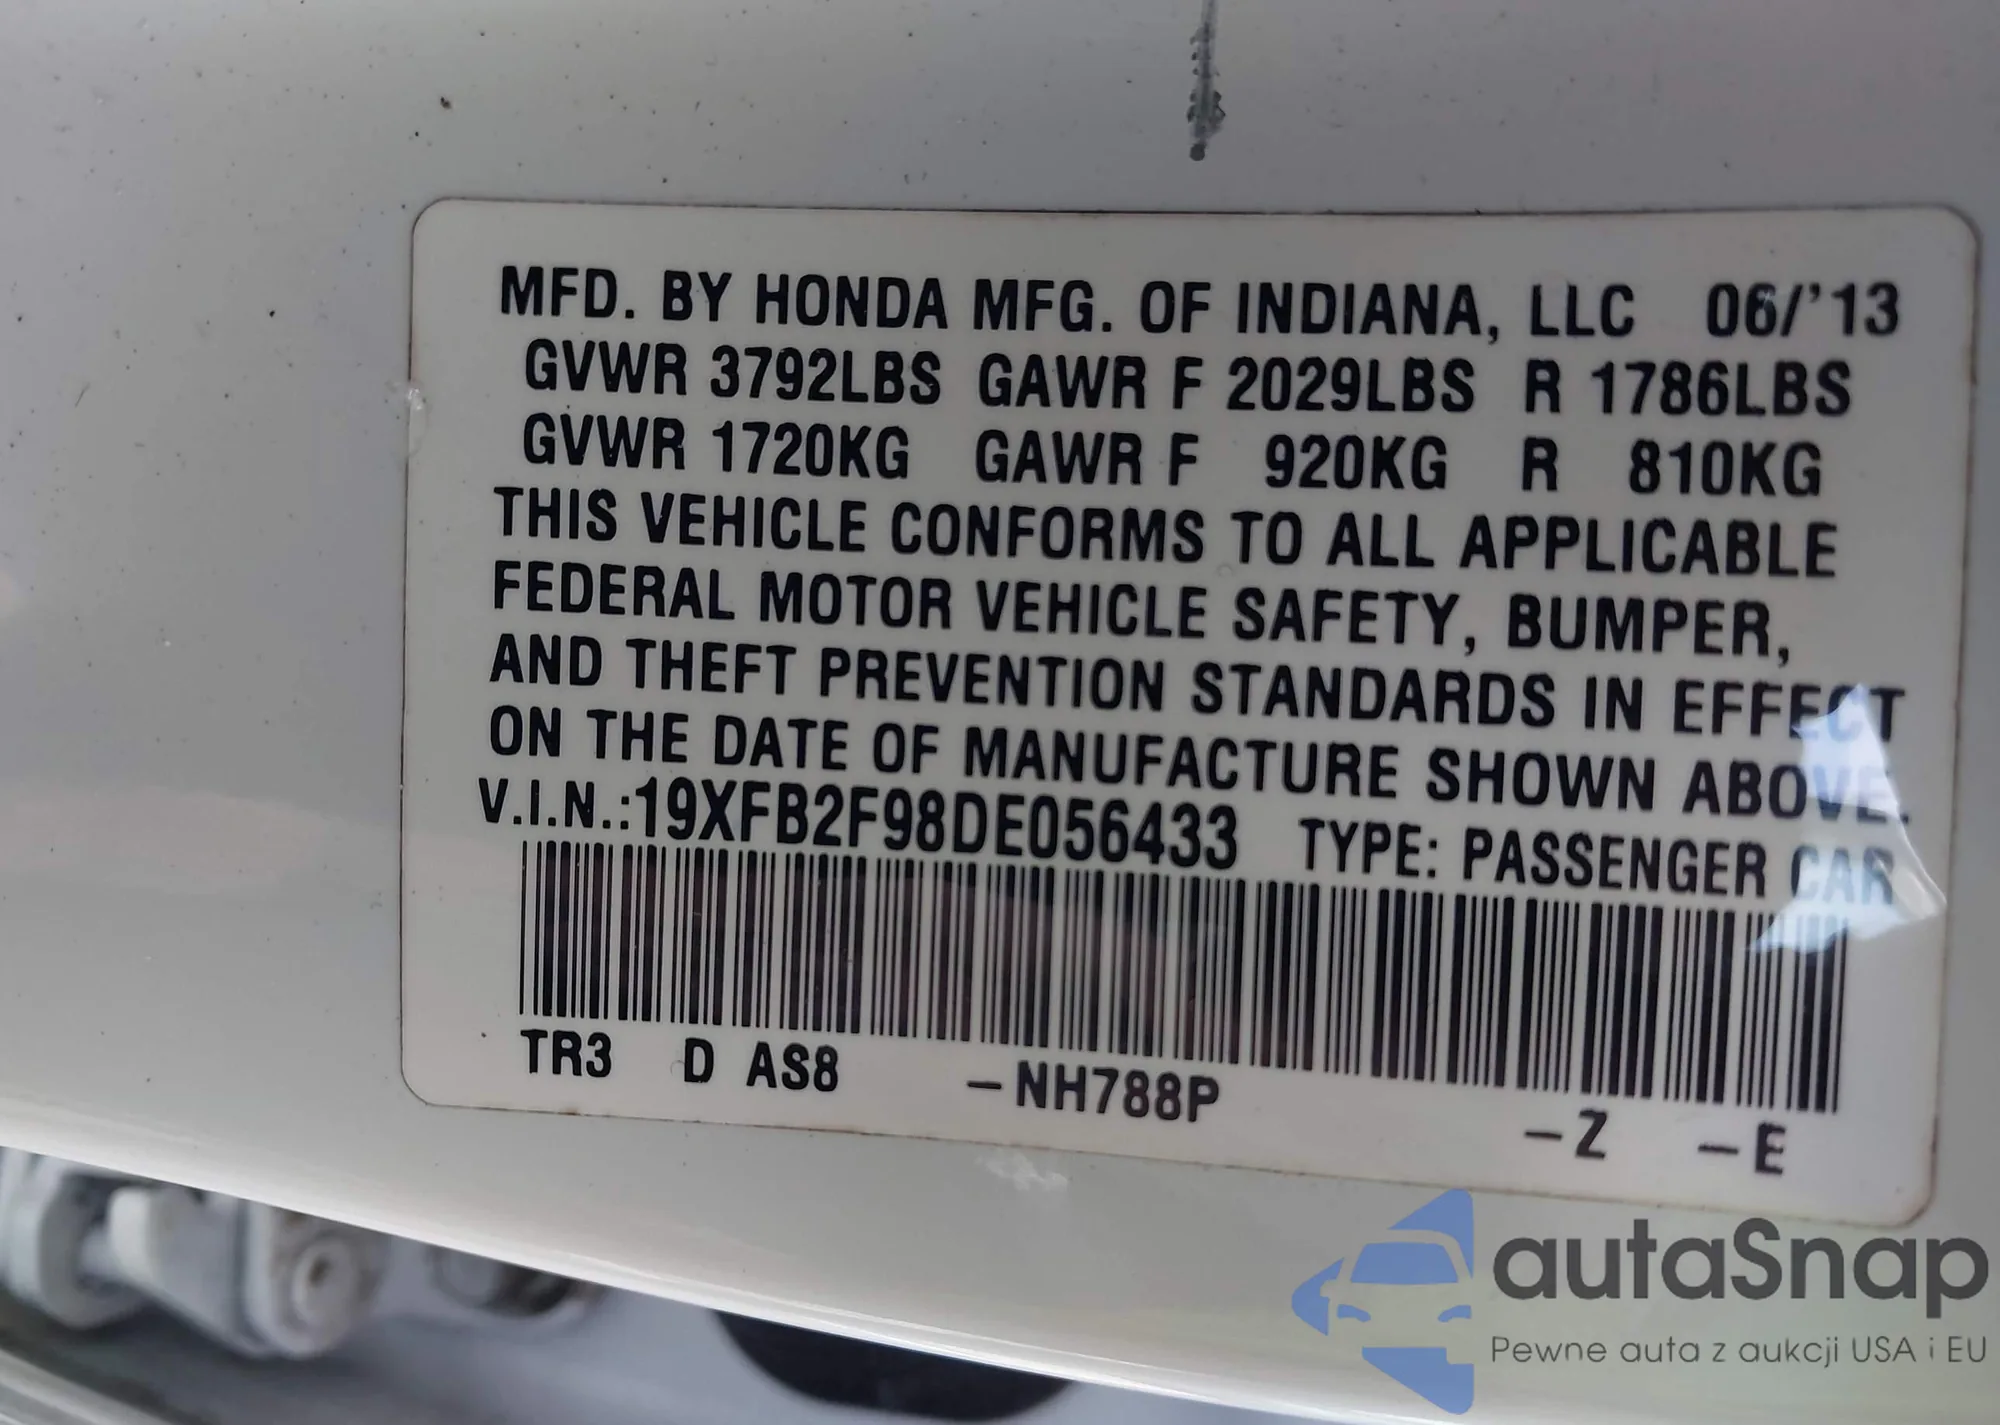 MFD. BY HONDA MFG. OF INDIANA, LLC 06/'13
GVWR 3792LBS GAWR F 2029LBS R 1786LBS
GVWR 1720KG GAWR F 920KG R 810KG
THIS VEHICLE CONFORMS TO ALL APPLICABLE
FEDERAL MOTOR VEHICLE SAFETY, BUMPER,
AND THEFT PREVENTION STANDARDS IN EFFECT
ON THE DATE OF MANUFACTURE SHOWN ABOVE.
V.I.N.:19XFB2F98DE056433 TYPE: PASSENGER CAR
TR3 D AS8 –NH788P –Z –E
autaSnap
Pewne auta z aukcji USA i EU